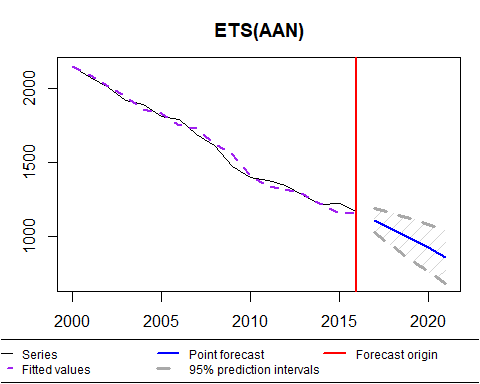 ETS(AAN)
2000
1500
1000
2000 2005 2010 2015 2020
Series Point forecast Forecast origin
Fitted values 95% prediction intervals